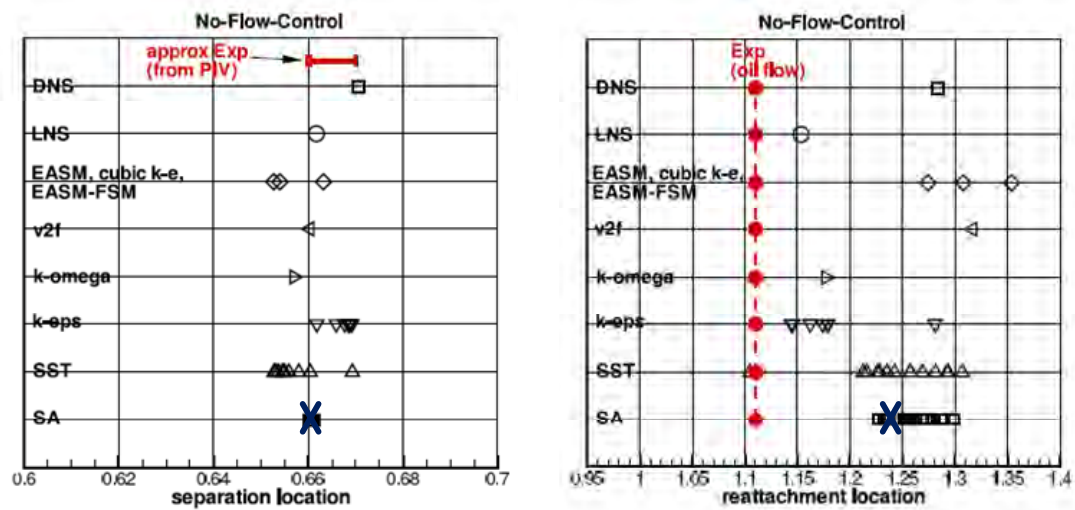 No-Flow-Control
approx Exp
(from PIV)
DNS
LNS
EASM, cubic k-e,
EASM-FSM
v2f
k-omega
k-eps
SST
SA
0.6 0.62 0.64 0.66 0.68 0.7
separation location
No-Flow-Control
Exp
(oil flow)
DNS
LNS
EASM, cubic k-e,
EASM-FSM
v2f
k-omega
k-eps
SST
SA
0.95 1 1.05 1.1 1.15 1.2 1.25 1.3 1.35 1.4
reattachment location